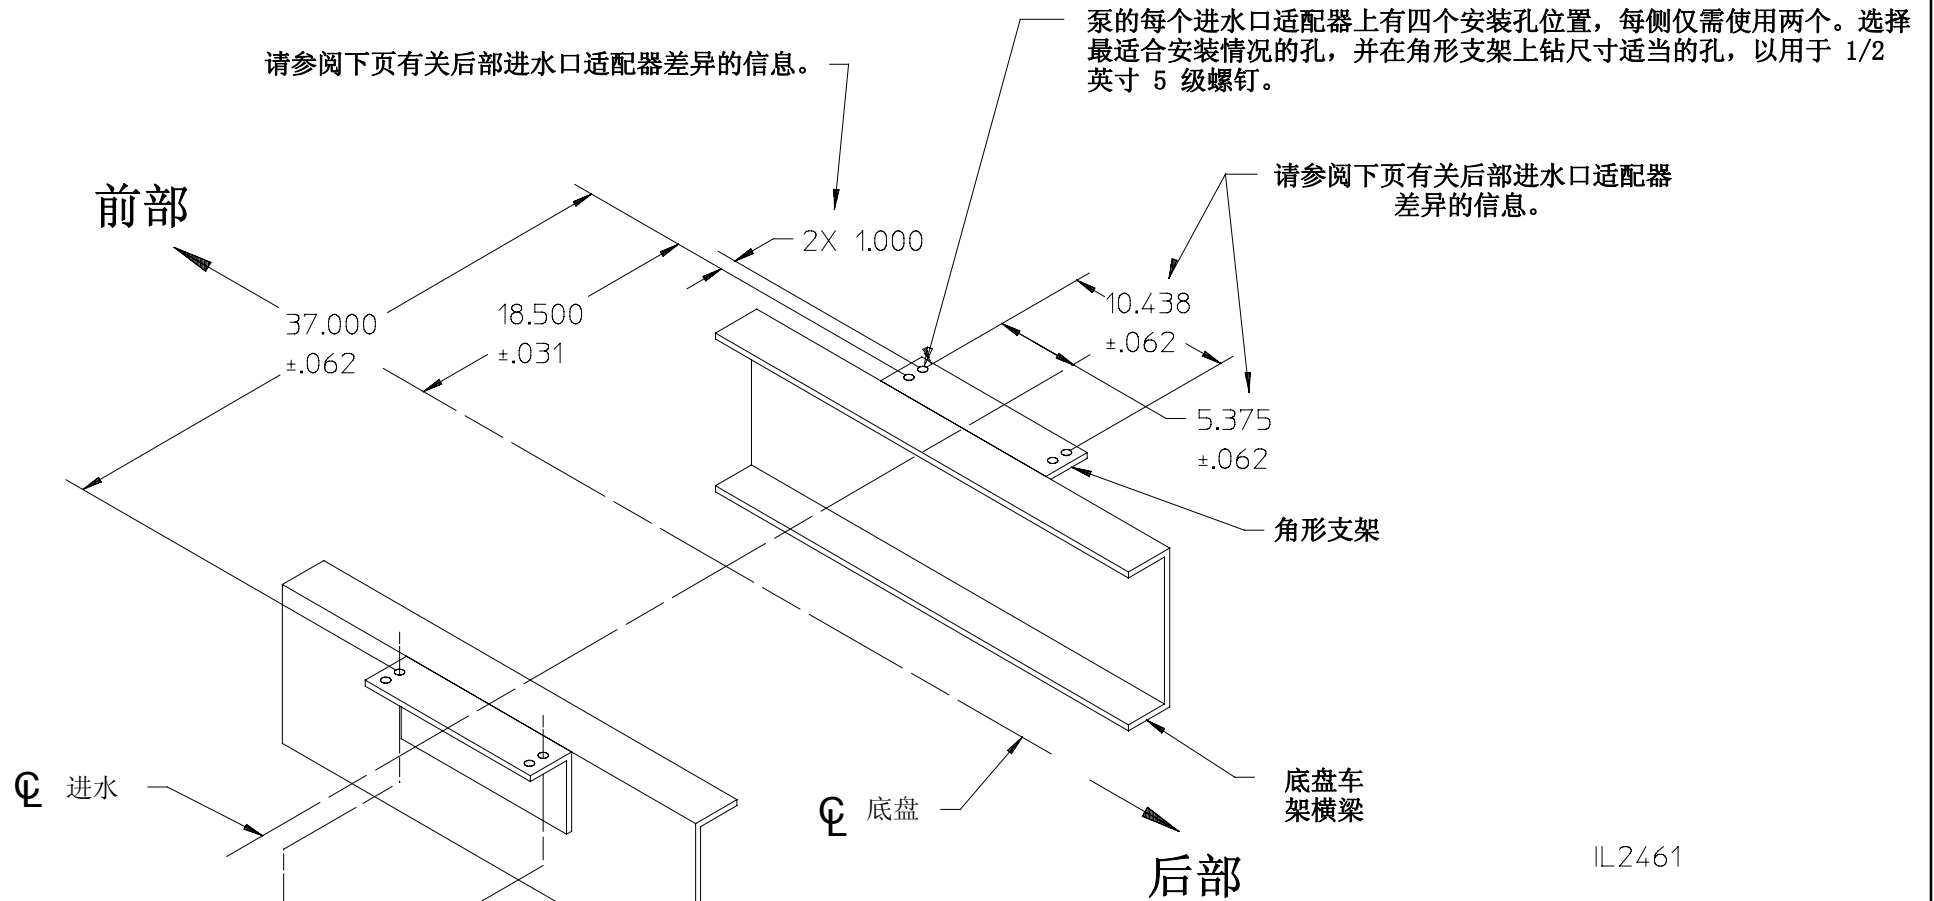 泵的每个进水口适配器上有四个安装孔位置，每侧仅需使用两个。选择
最适合安装情况的孔，并在角形支架上钻尺寸适当的孔，以用于 1/2
英寸 5 级螺钉。
请参阅下页有关后部进水口适配器差异的信息。
请参阅下页有关后部进水口适配器
差异的信息。
前部
2X 1.000
10.438
±.062
37.000
±.062
18.500
±.031
5.375
±.062
角形支架
℄ 进水
℄ 底盘
底盘车
架横梁
后部
IL2461